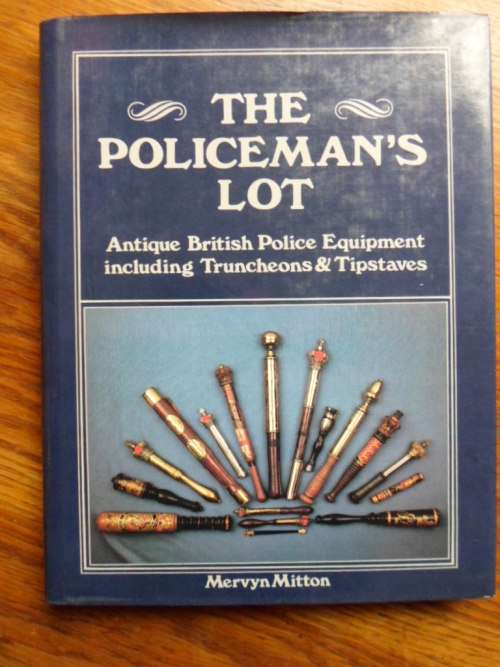 THE
POLICEMAN'S
LOT
Antique British Police Equipment
including Truncheons & Tipstaves
Mervyn Mitton